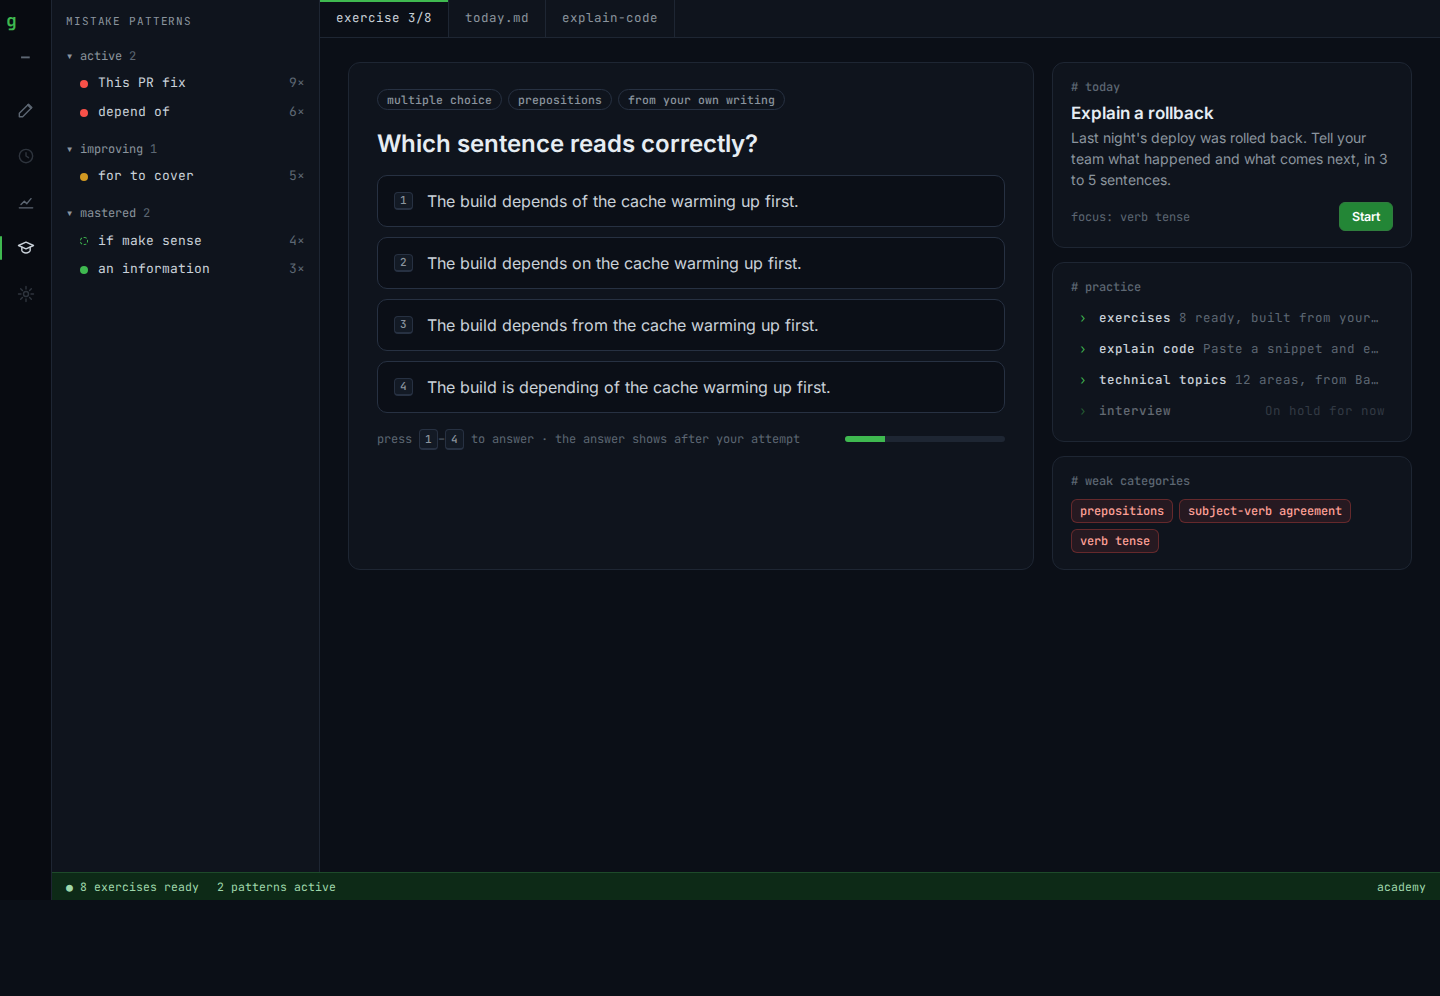 g
MISTAKE PATTERNS
▾ active 2
This PR fix 9×
depend of 6×
▾ improving 1
for to cover 5×
▾ mastered 2
if make sense 4×
an information 3×
exercise 3/8
today.md
explain-code
multiple choice
prepositions
from your own writing
Which sentence reads correctly?
1 The build depends of the cache warming up first.
2 The build depends on the cache warming up first.
3 The build depends from the cache warming up first.
4 The build is depending of the cache warming up first.
press 1–4 to answer · the answer shows after your attempt
# today
Explain a rollback
Last night's deploy was rolled back. Tell your
team what happened and what comes next, in 3
to 5 sentences.
focus: verb tense
Start
# practice
› exercises 8 ready, built from your…
› explain code Paste a snippet and e…
› technical topics 12 areas, from Ba…
› interview On hold for now
# weak categories
prepositions
subject-verb agreement
verb tense
● 8 exercises ready 2 patterns active
academy